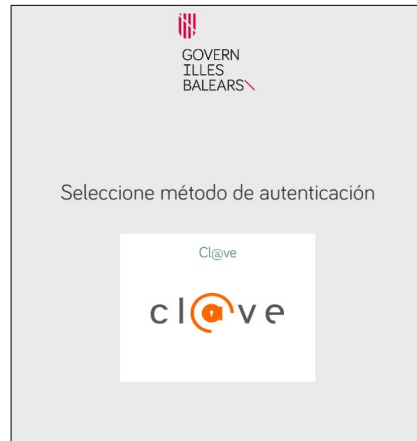 GOVERN
ILLES
BALEARS
Seleccione método de autenticación
Cl@ve
cl@ve